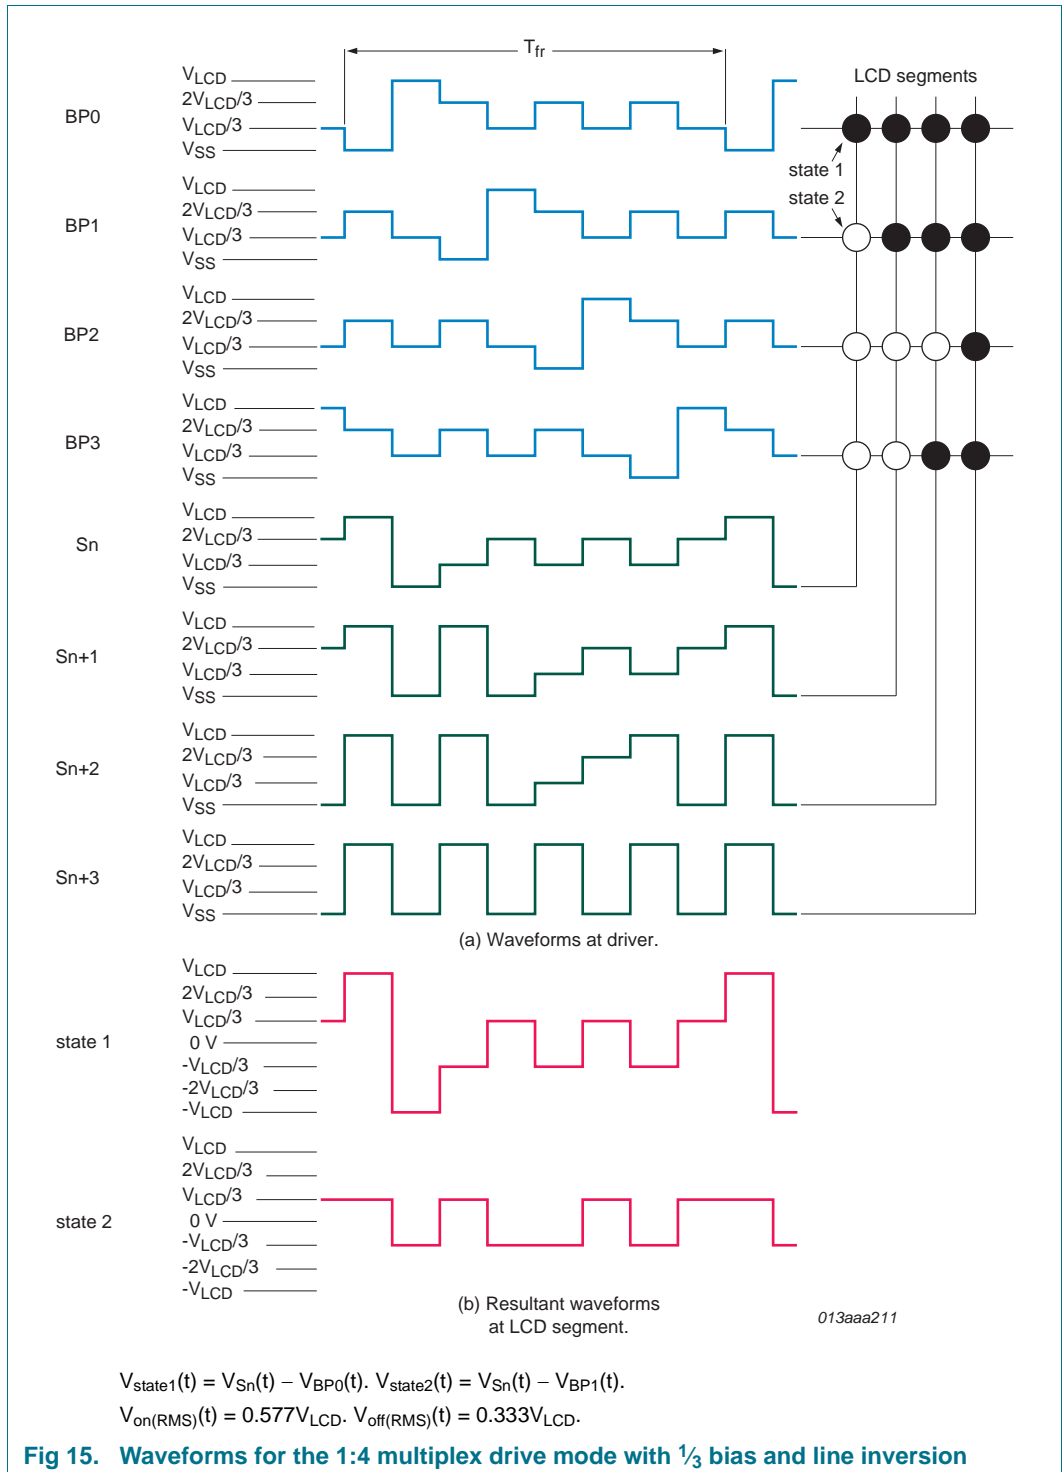 Tfr
LCD segments
BP0
VLCD
2VLCD/3
VLCD/3
VSS
state 1
state 2
BP1
VLCD
2VLCD/3
VLCD/3
VSS
BP2
VLCD
2VLCD/3
VLCD/3
VSS
BP3
VLCD
2VLCD/3
VLCD/3
VSS
Sn
VLCD
2VLCD/3
VLCD/3
VSS
Sn+1
VLCD
2VLCD/3
VLCD/3
VSS
Sn+2
VLCD
2VLCD/3
VLCD/3
VSS
Sn+3
VLCD
2VLCD/3
VLCD/3
VSS
(a) Waveforms at driver.
state 1
VLCD
2VLCD/3
VLCD/3
0 V
-VLCD/3
-2VLCD/3
-VLCD
state 2
VLCD
2VLCD/3
VLCD/3
0 V
-VLCD/3
-2VLCD/3
-VLCD
(b) Resultant waveforms
at LCD segment.
013aaa211
Vstate1(t) = VSn(t) − VBP0(t). Vstate2(t) = VSn(t) − VBP1(t).
Von(RMS)(t) = 0.577VLCD. Voff(RMS)(t) = 0.333VLCD.
Fig 15. Waveforms for the 1:4 multiplex drive mode with 1⁄3 bias and line inversion